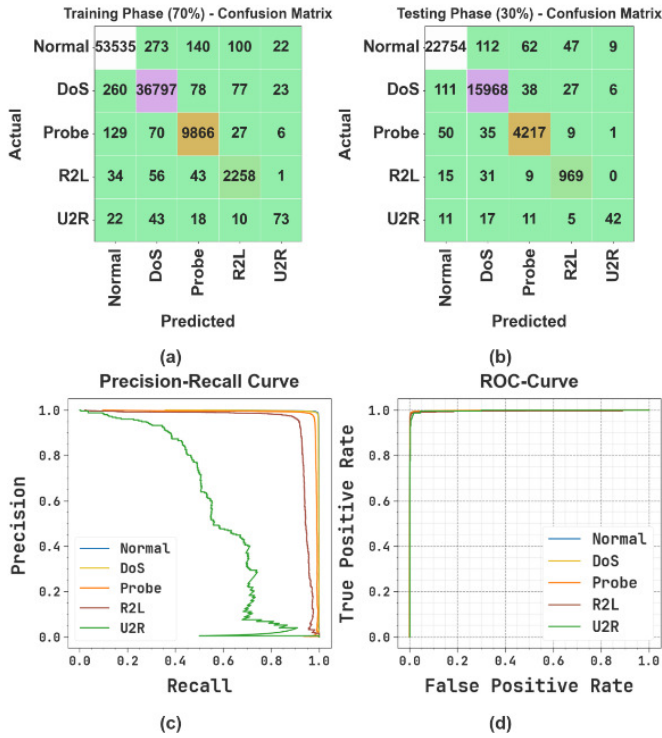 Training Phase (70%) - Confusion Matrix
Normal 53535 273 140 100 22
DoS 260 36797 78 77 23
Probe 129 70 9866 27 6
R2L 34 56 43 2258 1
U2R 22 43 18 10 73
Actual
Normal DoS Probe R2L U2R
Predicted
(a)
Testing Phase (30%) - Confusion Matrix
Normal 22754 112 62 47 9
DoS 111 15968 38 27 6
Probe 50 35 4217 9 1
R2L 15 31 9 969 0
U2R 11 17 11 5 42
Actual
Normal DoS Probe R2L U2R
Predicted
(b)
Precision-Recall Curve
1.0
0.8
0.6
0.4
0.2
0.0
Precision
Normal
DoS
Probe
R2L
U2R
0.0 0.2 0.4 0.6 0.8 1.0
Recall
(c)
ROC-Curve
1.0
0.8
0.6
0.4
0.2
0.0
True Positive Rate
Normal
DoS
Probe
R2L
U2R
0.0 0.2 0.4 0.6 0.8 1.0
False Positive Rate
(d)